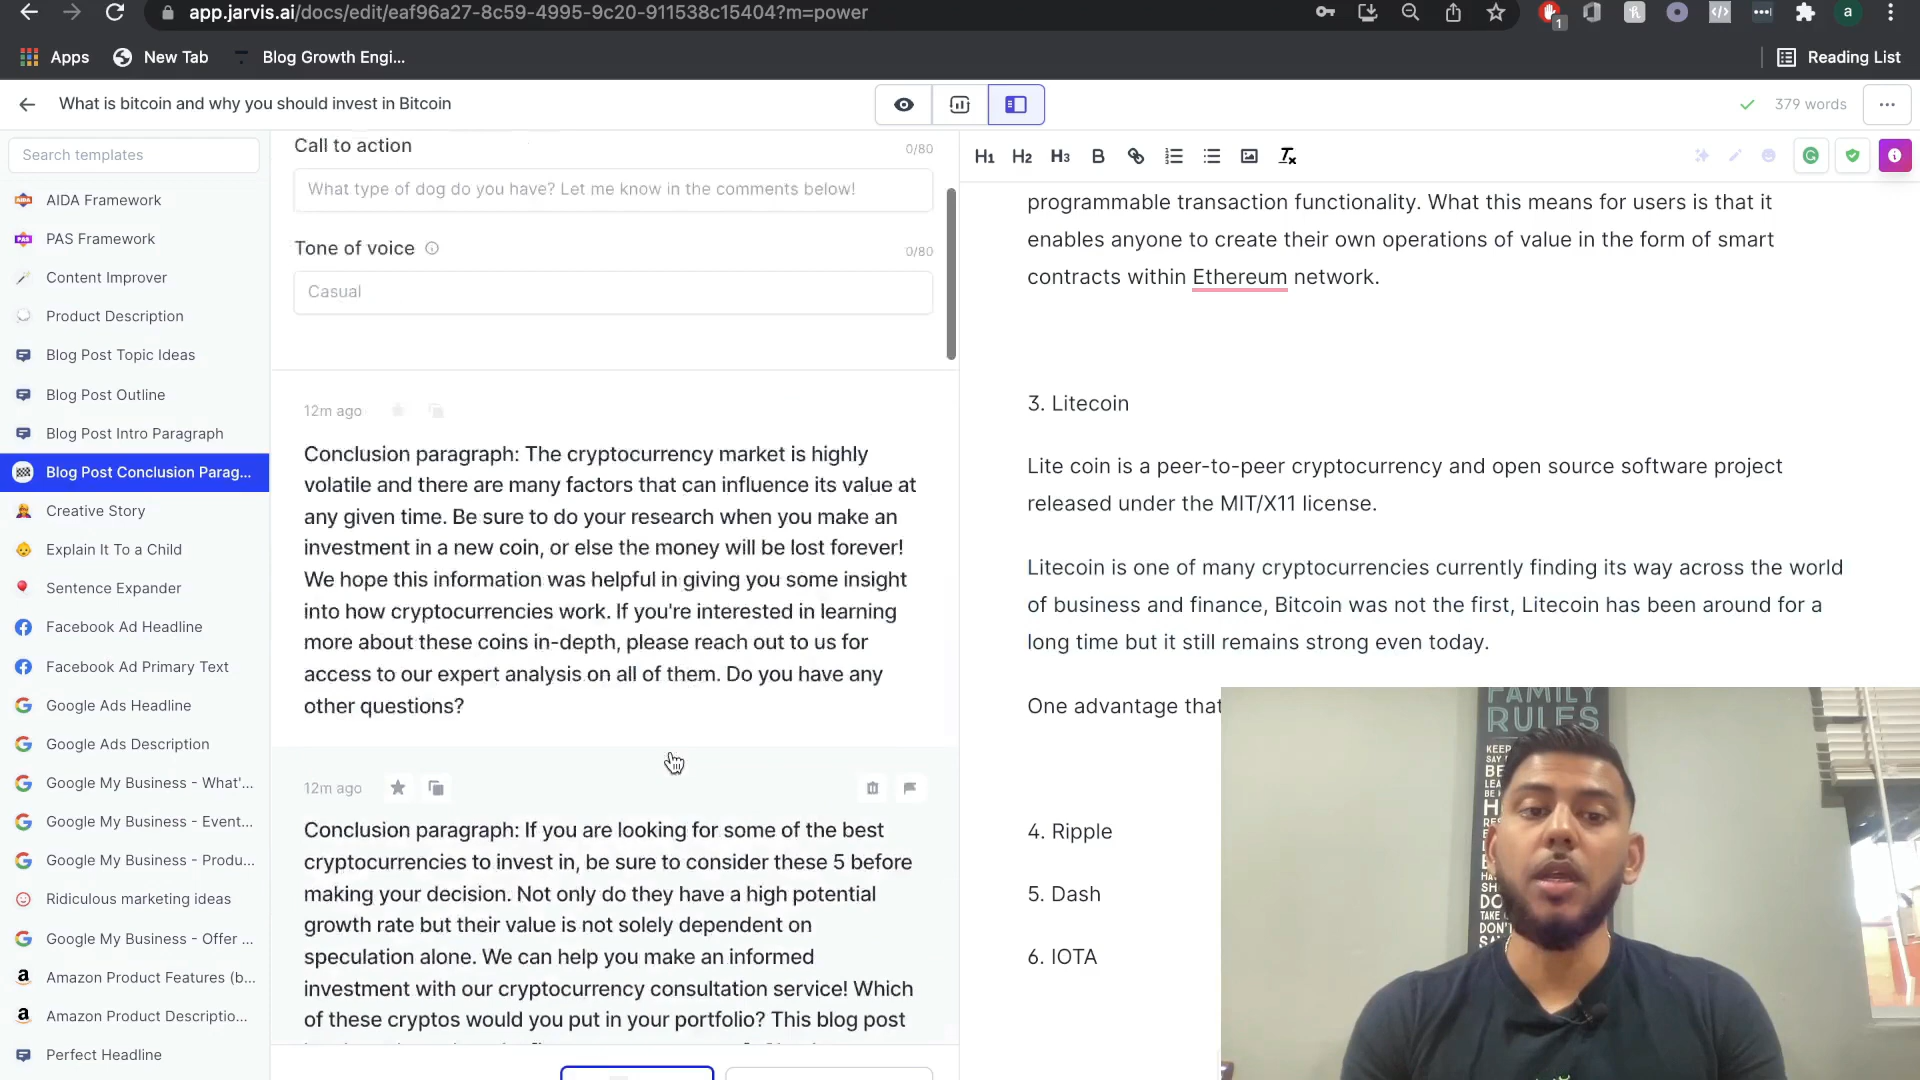 app.jarvis.ai/docs/edit/eaf96a27-8c59-4995-9c20-911538c15404?m=power
1
a
Apps
New Tab
Blog Growth Engi...
Reading List
What is bitcoin and why you should invest in Bitcoin
379 words
Search templates
AIDA Framework
PAS Framework
Content Improver
Product Description
Blog Post Topic Ideas
Blog Post Outline
Blog Post Intro Paragraph
Blog Post Conclusion Parag...
Creative Story
Explain It To a Child
Sentence Expander
Facebook Ad Headline
Facebook Ad Primary Text
Google Ads Headline
Google Ads Description
Google My Business - What'...
Google My Business - Event...
Google My Business - Produ...
Ridiculous marketing ideas
Google My Business - Offer ...
Amazon Product Features (b...
Amazon Product Descriptio...
Perfect Headline
Call to action
0/80
What type of dog do you have? Let me know in the comments below!
Tone of voice
0/80
Casual
12m ago
Conclusion paragraph: The cryptocurrency market is highly
volatile and there are many factors that can influence its value at
any given time. Be sure to do your research when you make an
investment in a new coin, or else the money will be lost forever!
We hope this information was helpful in giving you some insight
into how cryptocurrencies work. If you're interested in learning
more about these coins in-depth, please reach out to us for
access to our expert analysis on all of them. Do you have any
other questions?
12m ago
Conclusion paragraph: If you are looking for some of the best
cryptocurrencies to invest in, be sure to consider these 5 before
making your decision. Not only do they have a high potential
growth rate but their value is not solely dependent on
speculation alone. We can help you make an informed
investment with our cryptocurrency consultation service! Which
of these cryptos would you put in your portfolio? This blog post
H1 H2 H3 B
programmable transaction functionality. What this means for users is that it
enables anyone to create their own operations of value in the form of smart
contracts within Ethereum network.
3. Litecoin
Lite coin is a peer-to-peer cryptocurrency and open source software project
released under the MIT/X11 license.
Litecoin is one of many cryptocurrencies currently finding its way across the world
of business and finance, Bitcoin was not the first, Litecoin has been around for a
long time but it still remains strong even today.
One advantage that
4. Ripple
5. Dash
6. IOTA
FAMILY
RULES